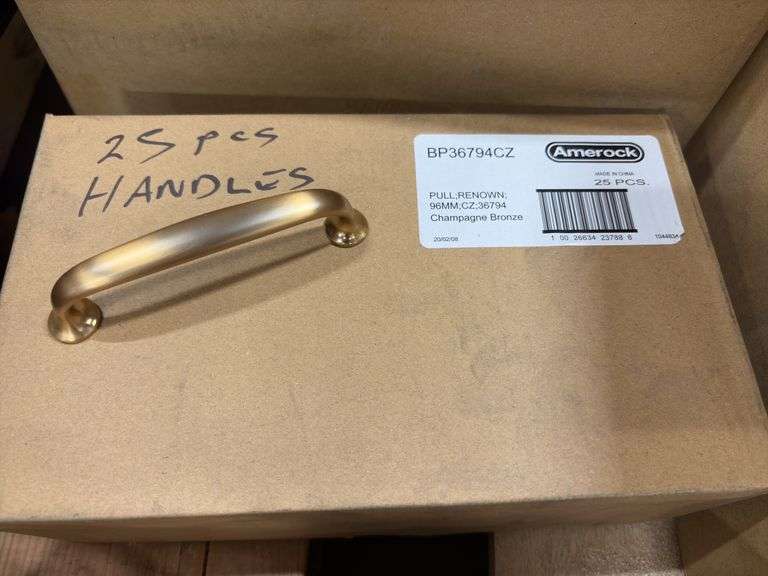 25 pcs
HANDLES
BP36794CZ
Amerock
MADE IN CHINA
25 PCS.
PULL;RENOWN;
96MM;CZ;36794
Champagne Bronze
20/02/08
1 00 26634 23788 6